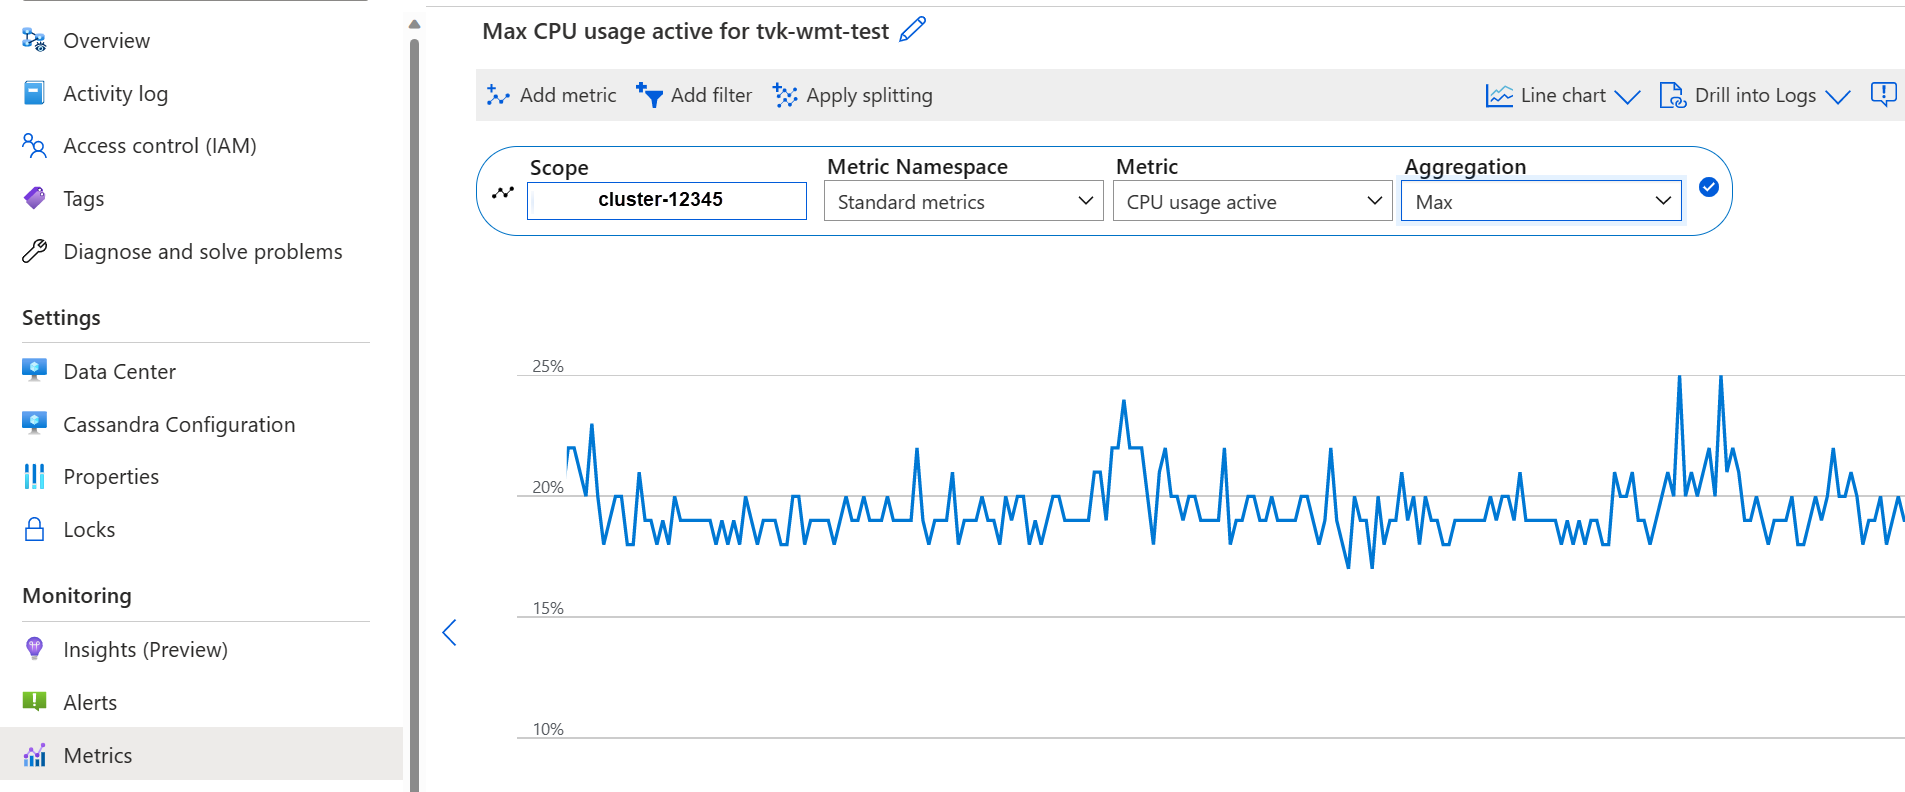 Overview
Activity log
Access control (IAM)
Tags
Diagnose and solve problems
Settings
Data Center
Cassandra Configuration
Properties
Locks
Monitoring
Insights (Preview)
Alerts
Metrics
Max CPU usage active for tvk-wmt-test
Add metric Add filter Apply splitting Line chart Drill into Logs
Scope Metric Namespace Metric Aggregation
cluster-12345 Standard metrics CPU usage active Max
25%
20%
15%
10%